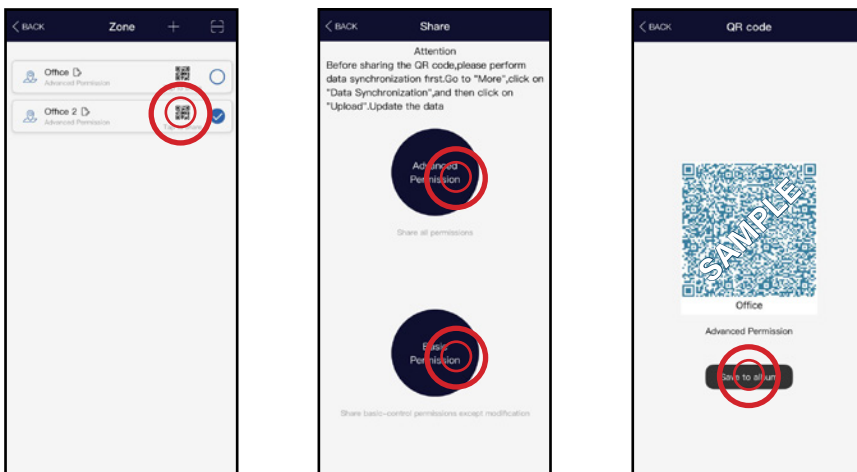 < BACK Zone +
Office
Advanced Permission
Office 2
Advanced Permission
< BACK Share
Attention
Before sharing the QR code,please perform
data synchronization first.Go to "More",click on
"Data Synchronization",and then click on
"Upload".Update the data
Advanced
Permission
Share all permissions
Basic
Permission
Share basic-control permissions except modification
< BACK QR code
SAMPLE
Office
Advanced Permission
Save to album